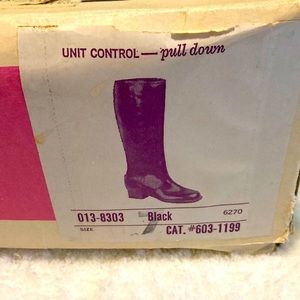 UNIT CONTROL — pull down
013-8303 Black 6270
SIZE CAT. #603-1199